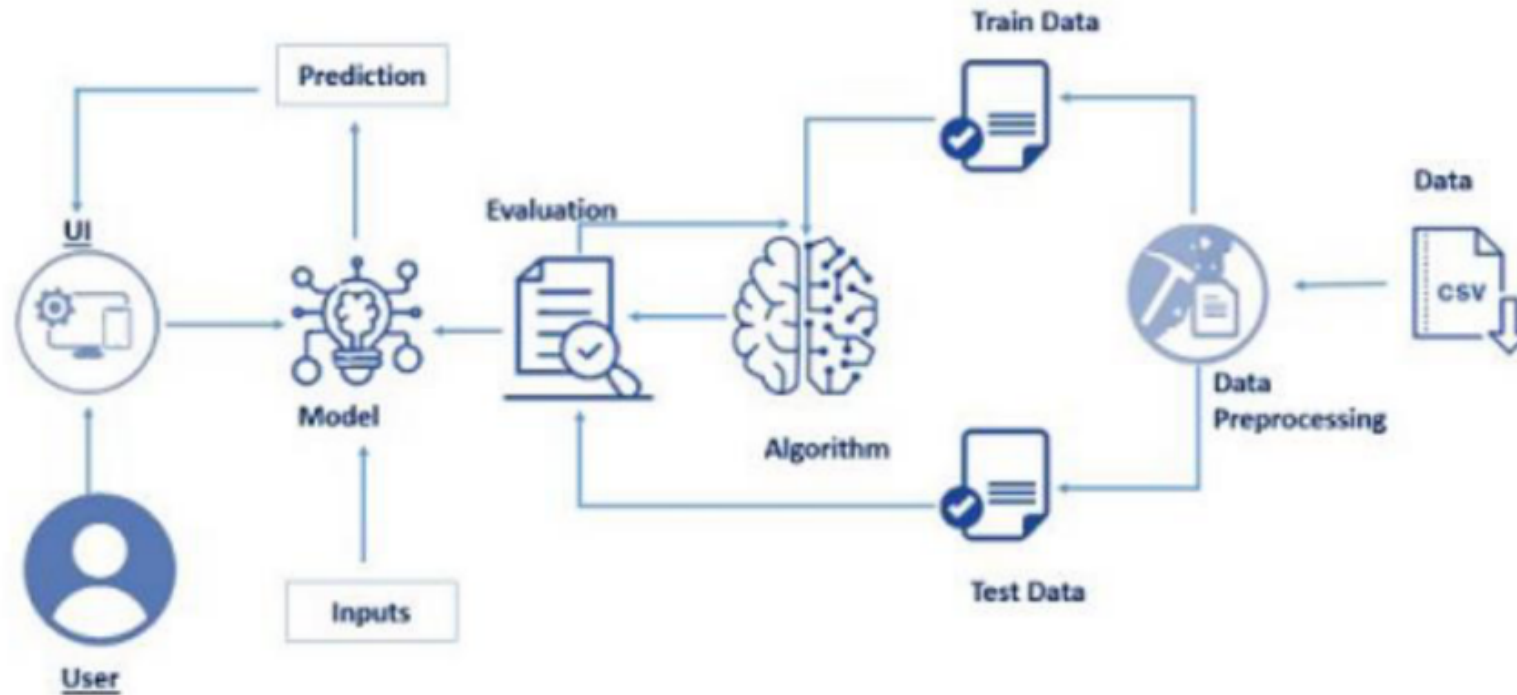 Train Data
Prediction
Data
Evaluation
UI
CSV
Data
Preprocessing
Model
Algorithm
Test Data
Inputs
User